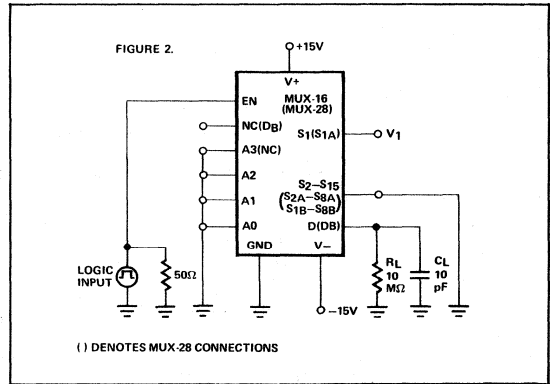 FIGURE 2.
+15V
V+
EN
MUX-16
(MUX-28)
NC(DB)
S1(S1A)
V1
A3(NC)
A2
S2–S15
(S2A–S8A
S1B–S8B)
A1
A0
D(DB)
GND
V–
LOGIC
INPUT
50Ω
RL
10
MΩ
CL
10
pF
–15V
( ) DENOTES MUX-28 CONNECTIONS